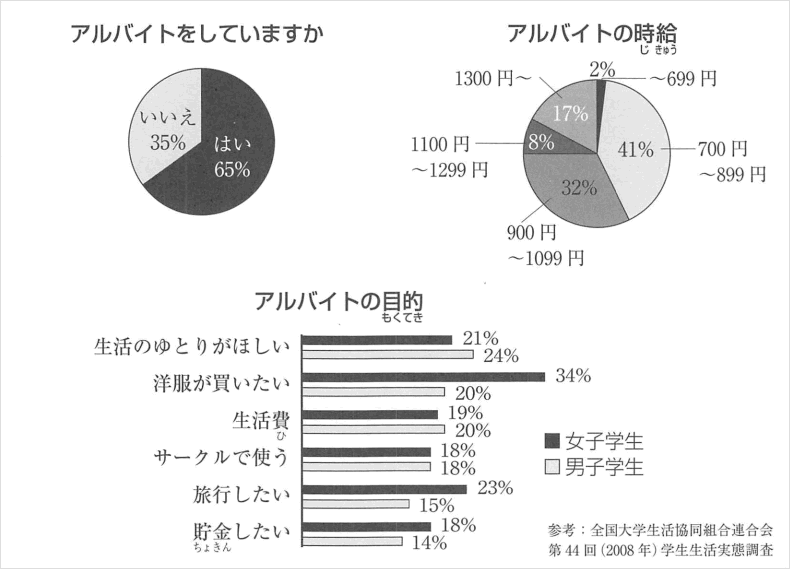 アルバイトをしていますか
いいえ
35%
はい
65%
アルバイトの時給
じ きゅう
2%
～699円
1300円～
17%
1100円
～1299円
8%
41%
700円
～899円
32%
900円
～1099円
アルバイトの目的
もくてき
生活のゆとりがほしい
21%
24%
洋服が買いたい
34%
20%
生活費
ひ
19%
20%
サークルで使う
18%
18%
旅行したい
23%
15%
貯金したい
ちょきん
18%
14%
女子学生
男子学生
参考：全国大学生活協同組合連合会
第44回(2008年)学生生活実態調査